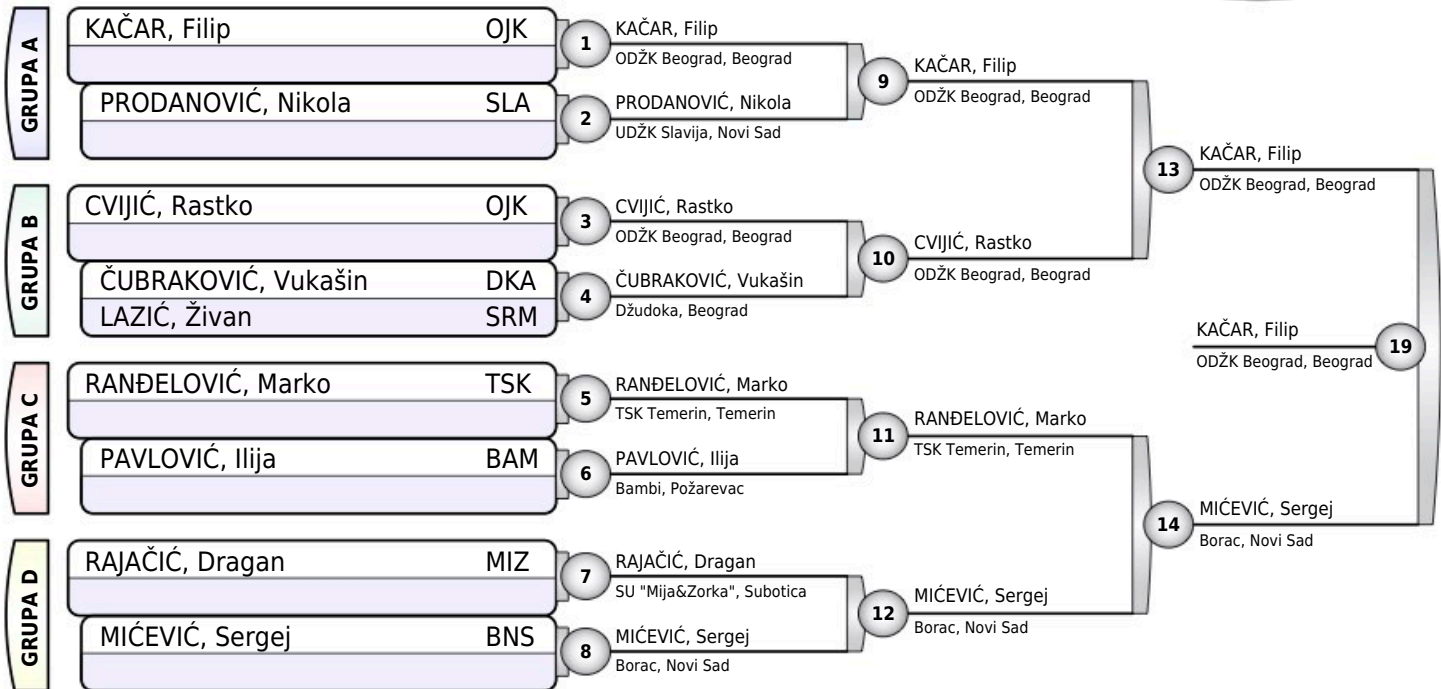 GRUPA A
KAČAR, Filip OJK
PRODANOVIĆ, Nikola SLA
1
KAČAR, Filip
ODŽK Beograd, Beograd
2
PRODANOVIĆ, Nikola
UDŽK Slavija, Novi Sad
9
KAČAR, Filip
ODŽK Beograd, Beograd
GRUPA B
CVIJIĆ, Rastko OJK
ČUBRAKOVIĆ, Vukašin DKA
LAZIĆ, Živan SRM
3
CVIJIĆ, Rastko
ODŽK Beograd, Beograd
4
ČUBRAKOVIĆ, Vukašin
Džudoka, Beograd
10
CVIJIĆ, Rastko
ODŽK Beograd, Beograd
13
KAČAR, Filip
ODŽK Beograd, Beograd
GRUPA C
RANĐELOVIĆ, Marko TSK
PAVLOVIĆ, Ilija BAM
5
RANĐELOVIĆ, Marko
TSK Temerin, Temerin
6
PAVLOVIĆ, Ilija
Bambi, Požarevac
11
RANĐELOVIĆ, Marko
TSK Temerin, Temerin
GRUPA D
RAJAČIĆ, Dragan MIZ
MIĆEVIĆ, Sergej BNS
7
RAJAČIĆ, Dragan
SU "Mija&Zorka", Subotica
8
MIĆEVIĆ, Sergej
Borac, Novi Sad
12
MIĆEVIĆ, Sergej
Borac, Novi Sad
14
MIĆEVIĆ, Sergej
Borac, Novi Sad
KAČAR, Filip
ODŽK Beograd, Beograd
19